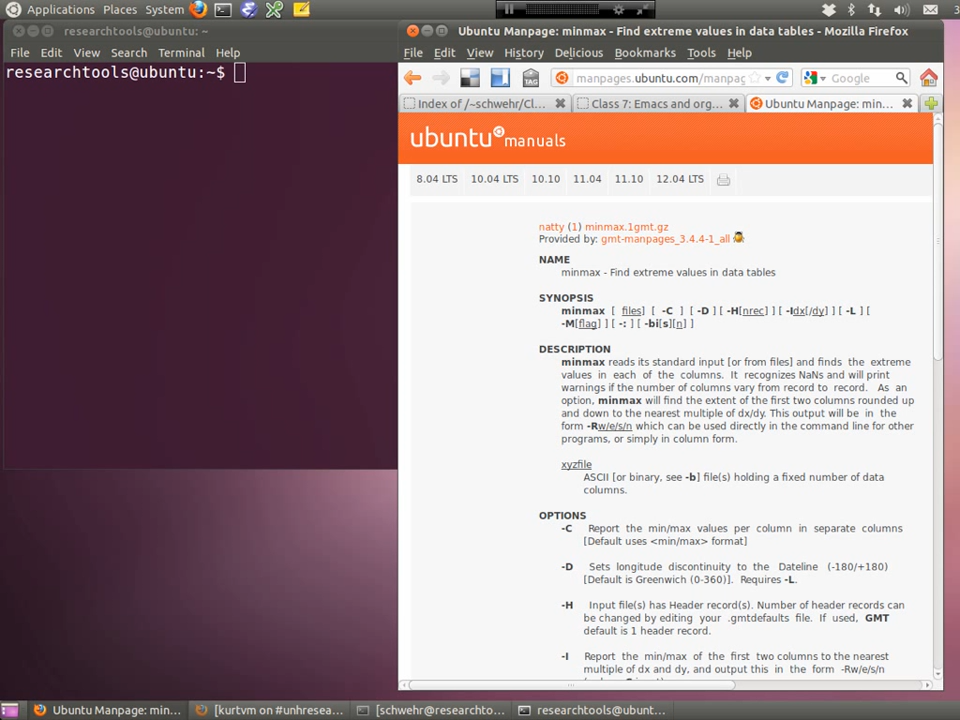 Applications Places System
3
researchtools@ubuntu: ~
File Edit View Search Terminal Help
researchtools@ubuntu:~$
Ubuntu Manpage: minmax - Find extreme values in data tables - Mozilla Firefox
File Edit View History Delicious Bookmarks Tools Help
TAG
manpages.ubuntu.com/manpag
Google
Index of /~schwehr/Cl...
Class 7: Emacs and org...
Ubuntu Manpage: min...
ubuntu manuals
8.04 LTS 10.04 LTS 10.10 11.04 11.10 12.04 LTS
natty (1) minmax.1gmt.gz
Provided by: gmt-manpages_3.4.4-1_all
NAME
minmax - Find extreme values in data tables
SYNOPSIS
minmax [ files] [ -C ] [ -D ] [ -H[nrec] ] [ -Idx[/dy] ] [ -L ] [
-M[flag] ] [ -: ] [ -bi[s][n] ]
DESCRIPTION
minmax reads its standard input [or from files] and finds the extreme
values in each of the columns. It recognizes NaNs and will print
warnings if the number of columns vary from record to record. As an
option, minmax will find the extent of the first two columns rounded up
and down to the nearest multiple of dx/dy. This output will be in the
form -Rw/e/s/n which can be used directly in the command line for other
programs, or simply in column form.
xyzfile
ASCII [or binary, see -b] file(s) holding a fixed number of data
columns.
OPTIONS
-C Report the min/max values per column in separate columns
[Default uses <min/max> format]
-D Sets longitude discontinuity to the Dateline (-180/+180)
[Default is Greenwich (0-360)]. Requires -L.
-H Input file(s) has Header record(s). Number of header records can
be changed by editing your .gmtdefaults file. If used, GMT
default is 1 header record.
-I Report the min/max of the first two columns to the nearest
multiple of dx and dy, and output this in the form -Rw/e/s/n
Ubuntu Manpage: min...
[kurtvm on #unhresea...
[schwehr@researchto...
researchtools@ubunt...